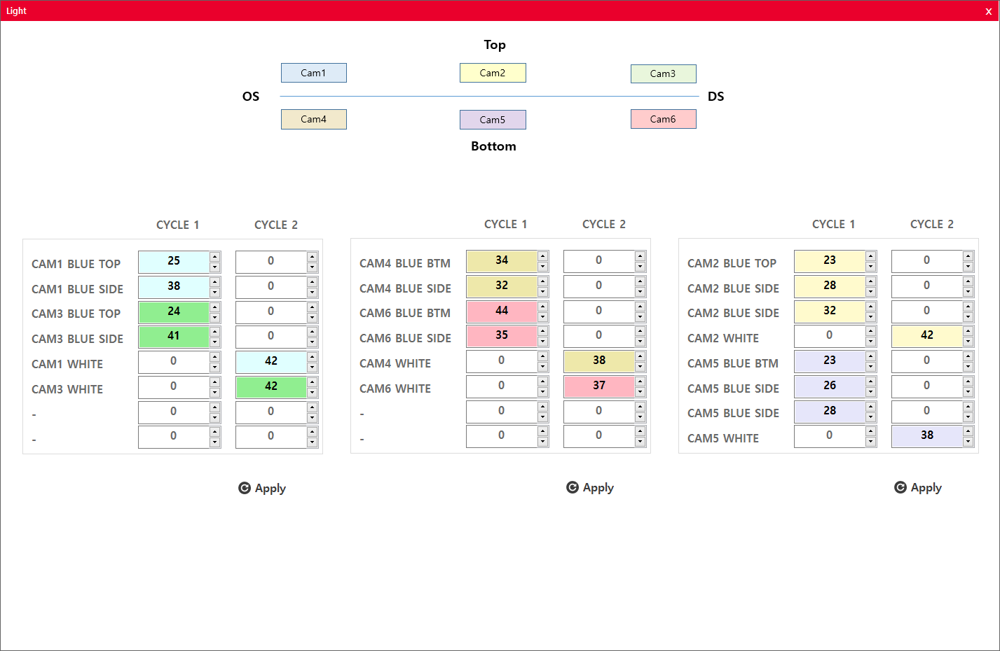 Light x
Top
Cam1 Cam2 Cam3
OS DS
Cam4 Cam5 Cam6
Bottom
CYCLE 1 CYCLE 2
CAM1 BLUE TOP 25 0
CAM1 BLUE SIDE 38 0
CAM3 BLUE TOP 24 0
CAM3 BLUE SIDE 41 0
CAM1 WHITE 0 42
CAM3 WHITE 0 42
- 0 0
- 0 0
Apply
CYCLE 1 CYCLE 2
CAM4 BLUE BTM 34 0
CAM4 BLUE SIDE 32 0
CAM6 BLUE BTM 44 0
CAM6 BLUE SIDE 35 0
CAM4 WHITE 0 38
CAM6 WHITE 0 37
- 0 0
- 0 0
Apply
CYCLE 1 CYCLE 2
CAM2 BLUE TOP 23 0
CAM2 BLUE SIDE 28 0
CAM2 BLUE SIDE 32 0
CAM2 WHITE 0 42
CAM5 BLUE BTM 23 0
CAM5 BLUE SIDE 26 0
CAM5 BLUE SIDE 28 0
CAM5 WHITE 0 38
Apply